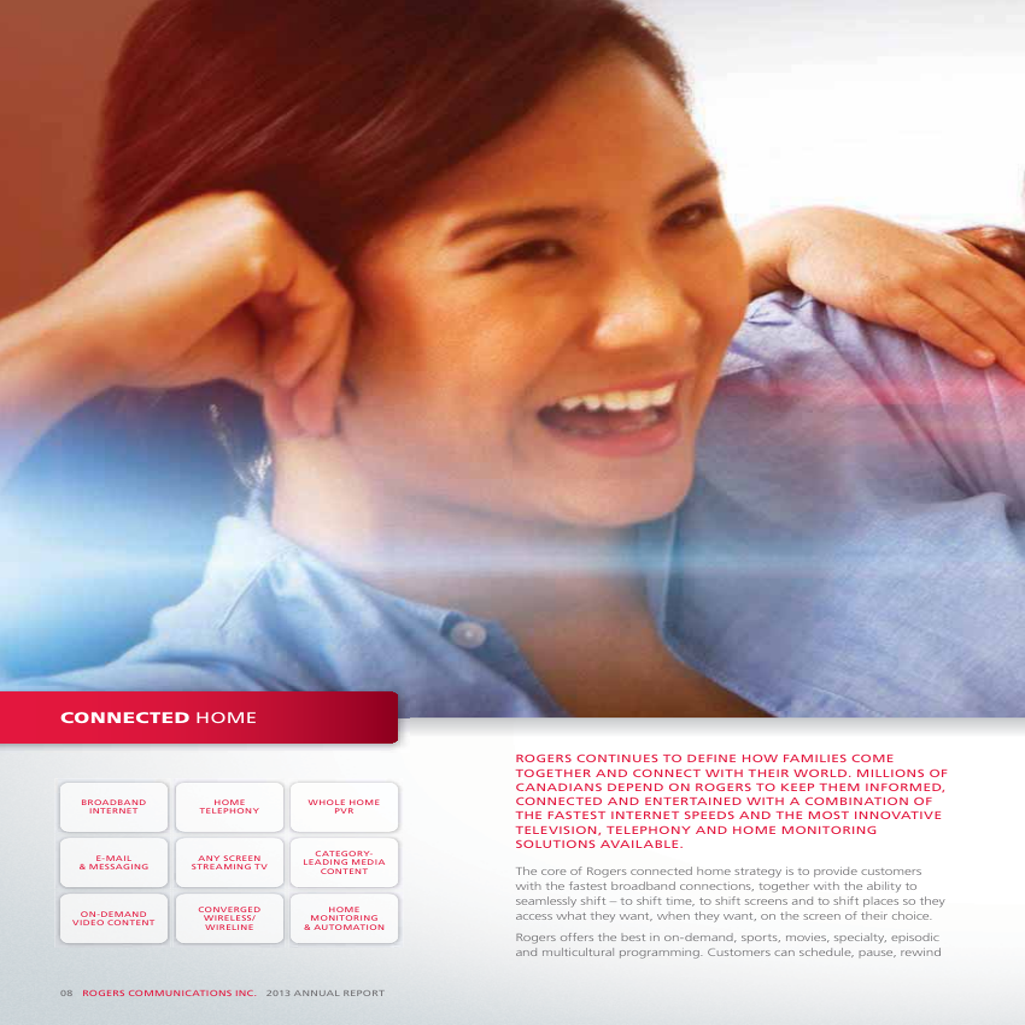 CONNECTED HOME
BROADBAND
INTERNET
HOME
TELEPHONY
WHOLE HOME
PVR
E-MAIL
& MESSAGING
ANY SCREEN
STREAMING TV
CATEGORY-
LEADING MEDIA
CONTENT
ON-DEMAND
VIDEO CONTENT
CONVERGED
WIRELESS/
WIRELINE
HOME
MONITORING
& AUTOMATION
ROGERS CONTINUES TO DEFINE HOW FAMILIES COME
TOGETHER AND CONNECT WITH THEIR WORLD. MILLIONS OF
CANADIANS DEPEND ON ROGERS TO KEEP THEM INFORMED,
CONNECTED AND ENTERTAINED WITH A COMBINATION OF
THE FASTEST INTERNET SPEEDS AND THE MOST INNOVATIVE
TELEVISION, TELEPHONY AND HOME MONITORING
SOLUTIONS AVAILABLE.
The core of Rogers connected home strategy is to provide customers
with the fastest broadband connections, together with the ability to
seamlessly shift – to shift time, to shift screens and to shift places so they
access what they want, when they want, on the screen of their choice.
Rogers offers the best in on-demand, sports, movies, specialty, episodic
and multicultural programming. Customers can schedule, pause, rewind
08 ROGERS COMMUNICATIONS INC. 2013 ANNUAL REPORT